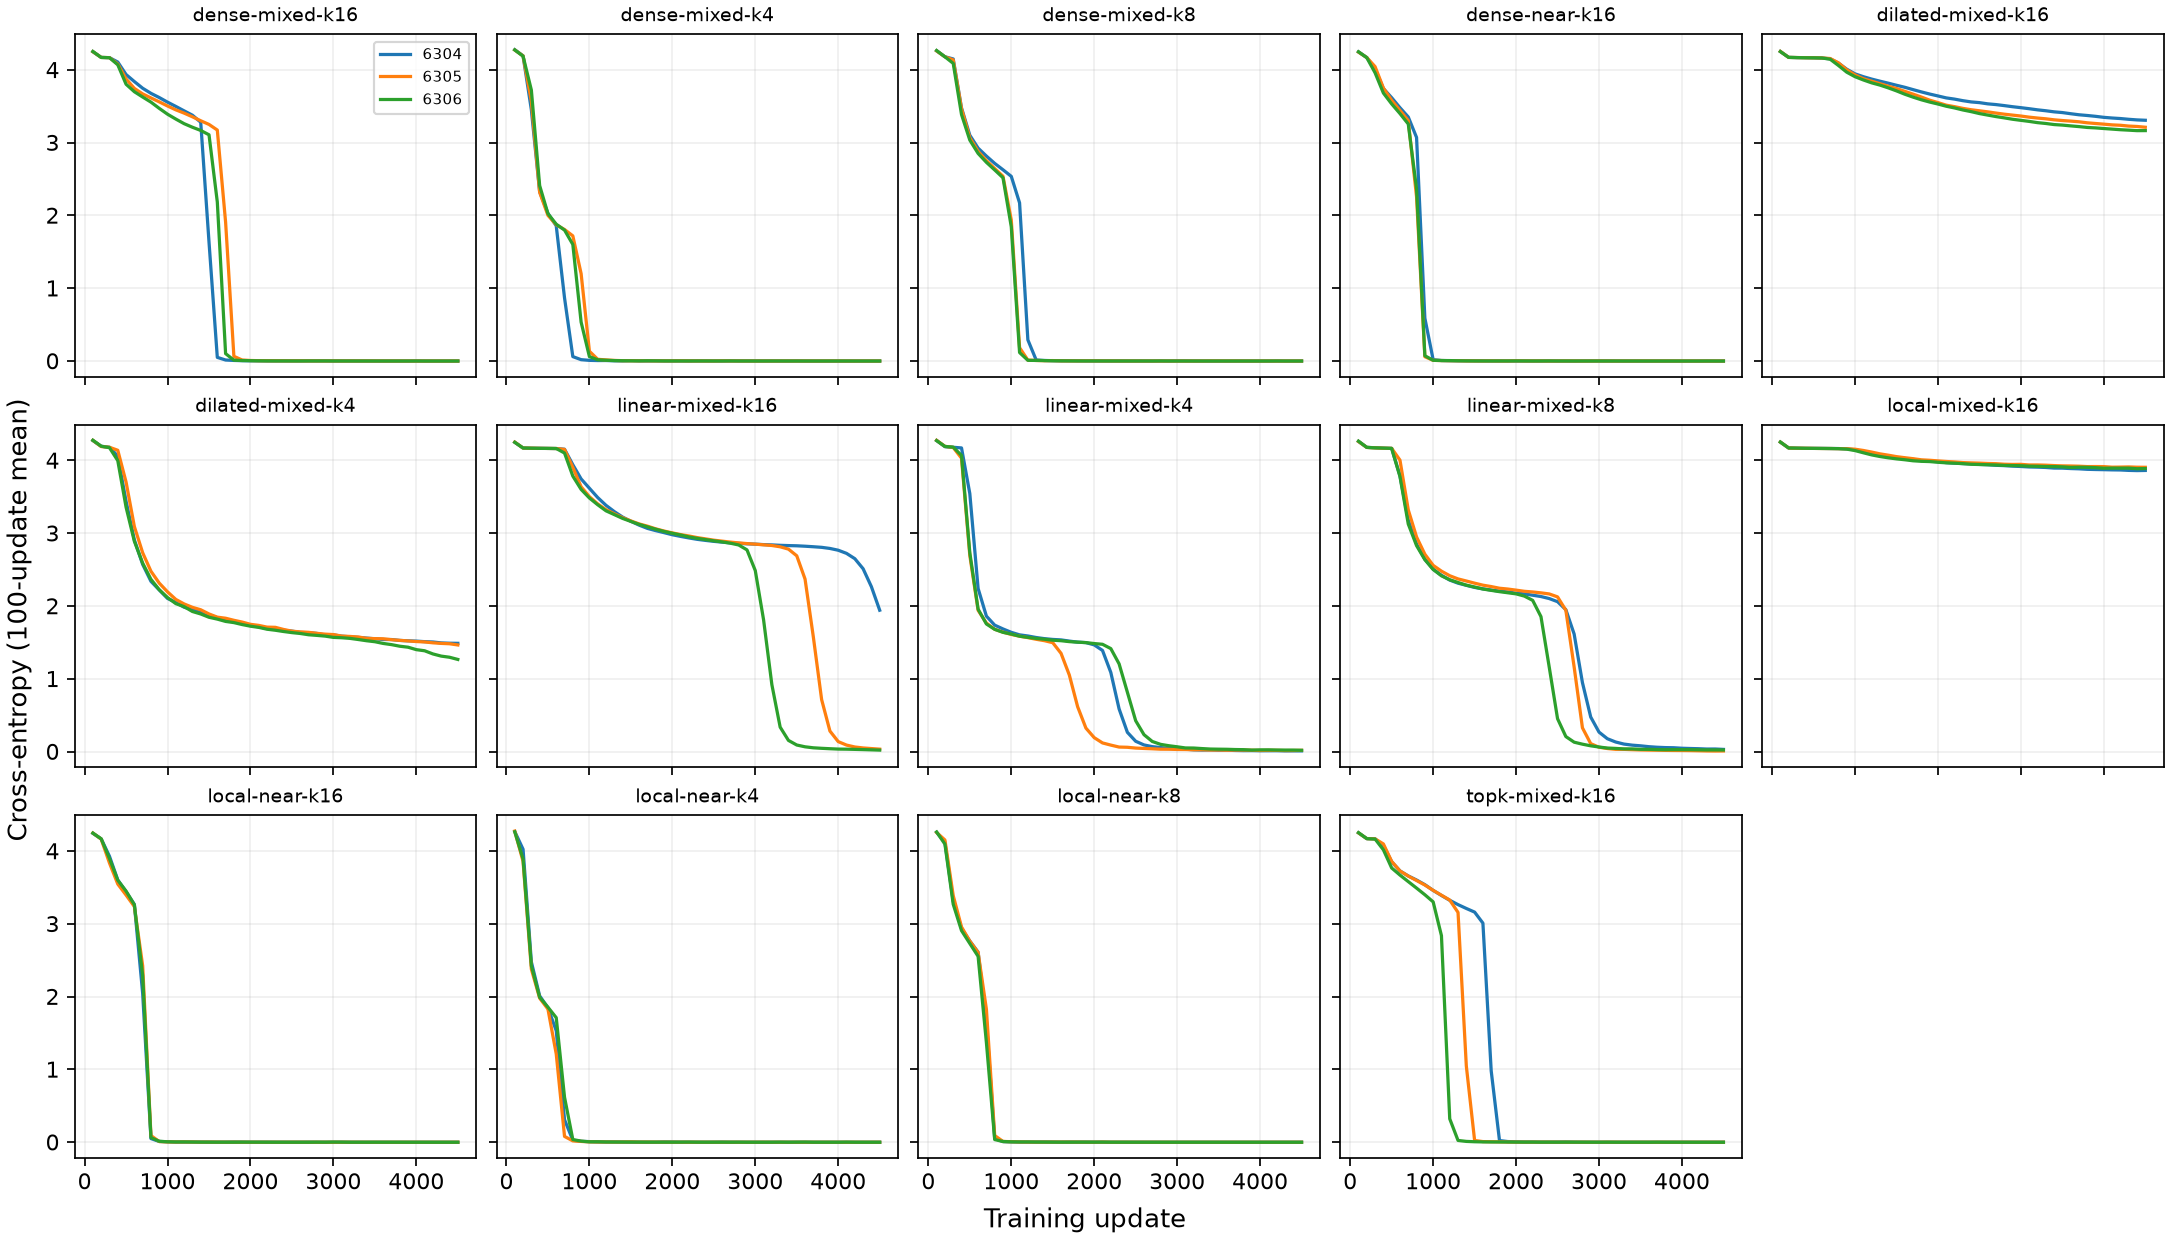 dense-mixed-k16
dense-mixed-k4
dense-mixed-k8
dense-near-k16
dilated-mixed-k16
6304
6305
6306
4
3
2
1
0
dilated-mixed-k4
linear-mixed-k16
linear-mixed-k4
linear-mixed-k8
local-mixed-k16
4
3
2
1
0
Cross-entropy (100-update mean)
local-near-k16
local-near-k4
local-near-k8
topk-mixed-k16
4
3
2
1
0
0 1000 2000 3000 4000
0 1000 2000 3000 4000
0 1000 2000 3000 4000
0 1000 2000 3000 4000
Training update